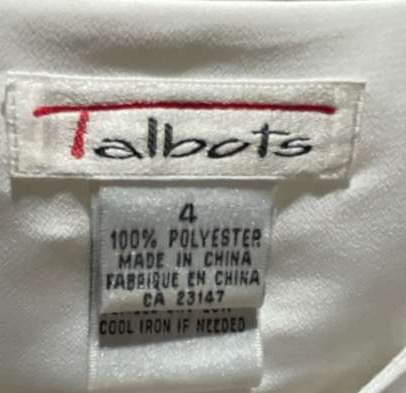 Talbots
4
100% POLYESTER
MADE IN CHINA
FABRIQUE EN CHINA
CA 23147
COOL IRON IF NEEDED